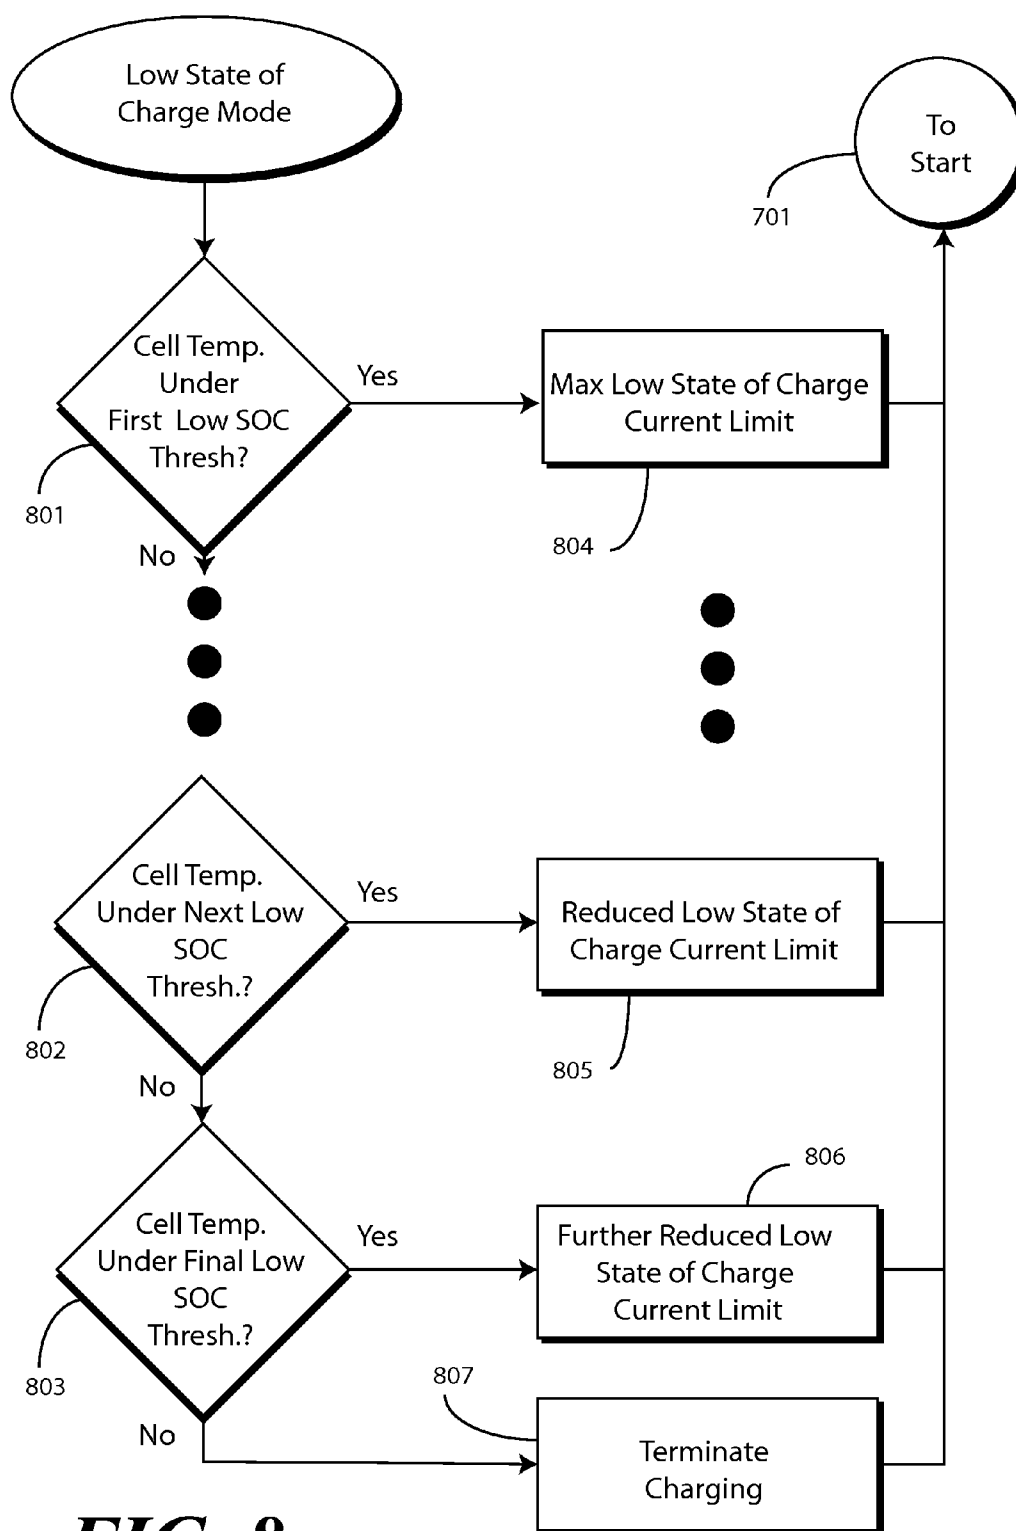 Low State of
Charge Mode
To
Start
701
Cell Temp.
Under
First Low SOC
Thresh?
Yes
Max Low State of Charge
Current Limit
801
804
No
Cell Temp.
Under Next Low
SOC
Thresh.?
Yes
Reduced Low State of
Charge Current Limit
802
805
No
806
Cell Temp.
Under Final Low
SOC
Thresh.?
Yes
Further Reduced Low
State of Charge
Current Limit
803
807
No
Terminate
Charging
FIG. 8